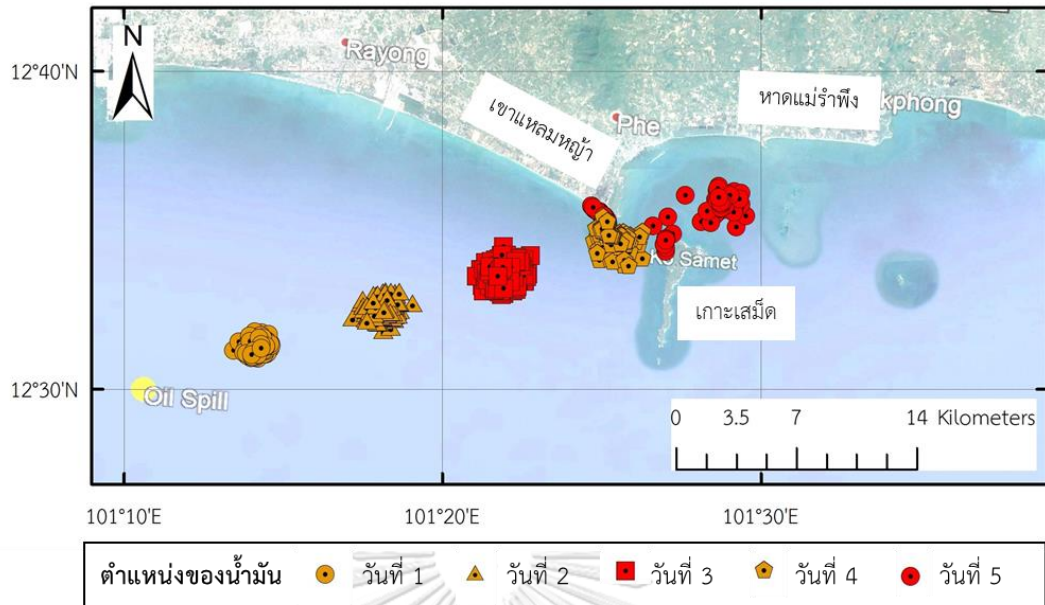 N
Rayong
12°40'N
เขาแหลมหญ้า
Phe
หาดแม่รำพึง
kphong
Ko Samet
เกาะเสม็ด
12°30'N
Oil Spill
0 3.5 7 14 Kilometers
101°10'E 101°20'E 101°30'E
ตำแหน่งของน้ำมัน วันที่ 1 วันที่ 2 วันที่ 3 วันที่ 4 วันที่ 5